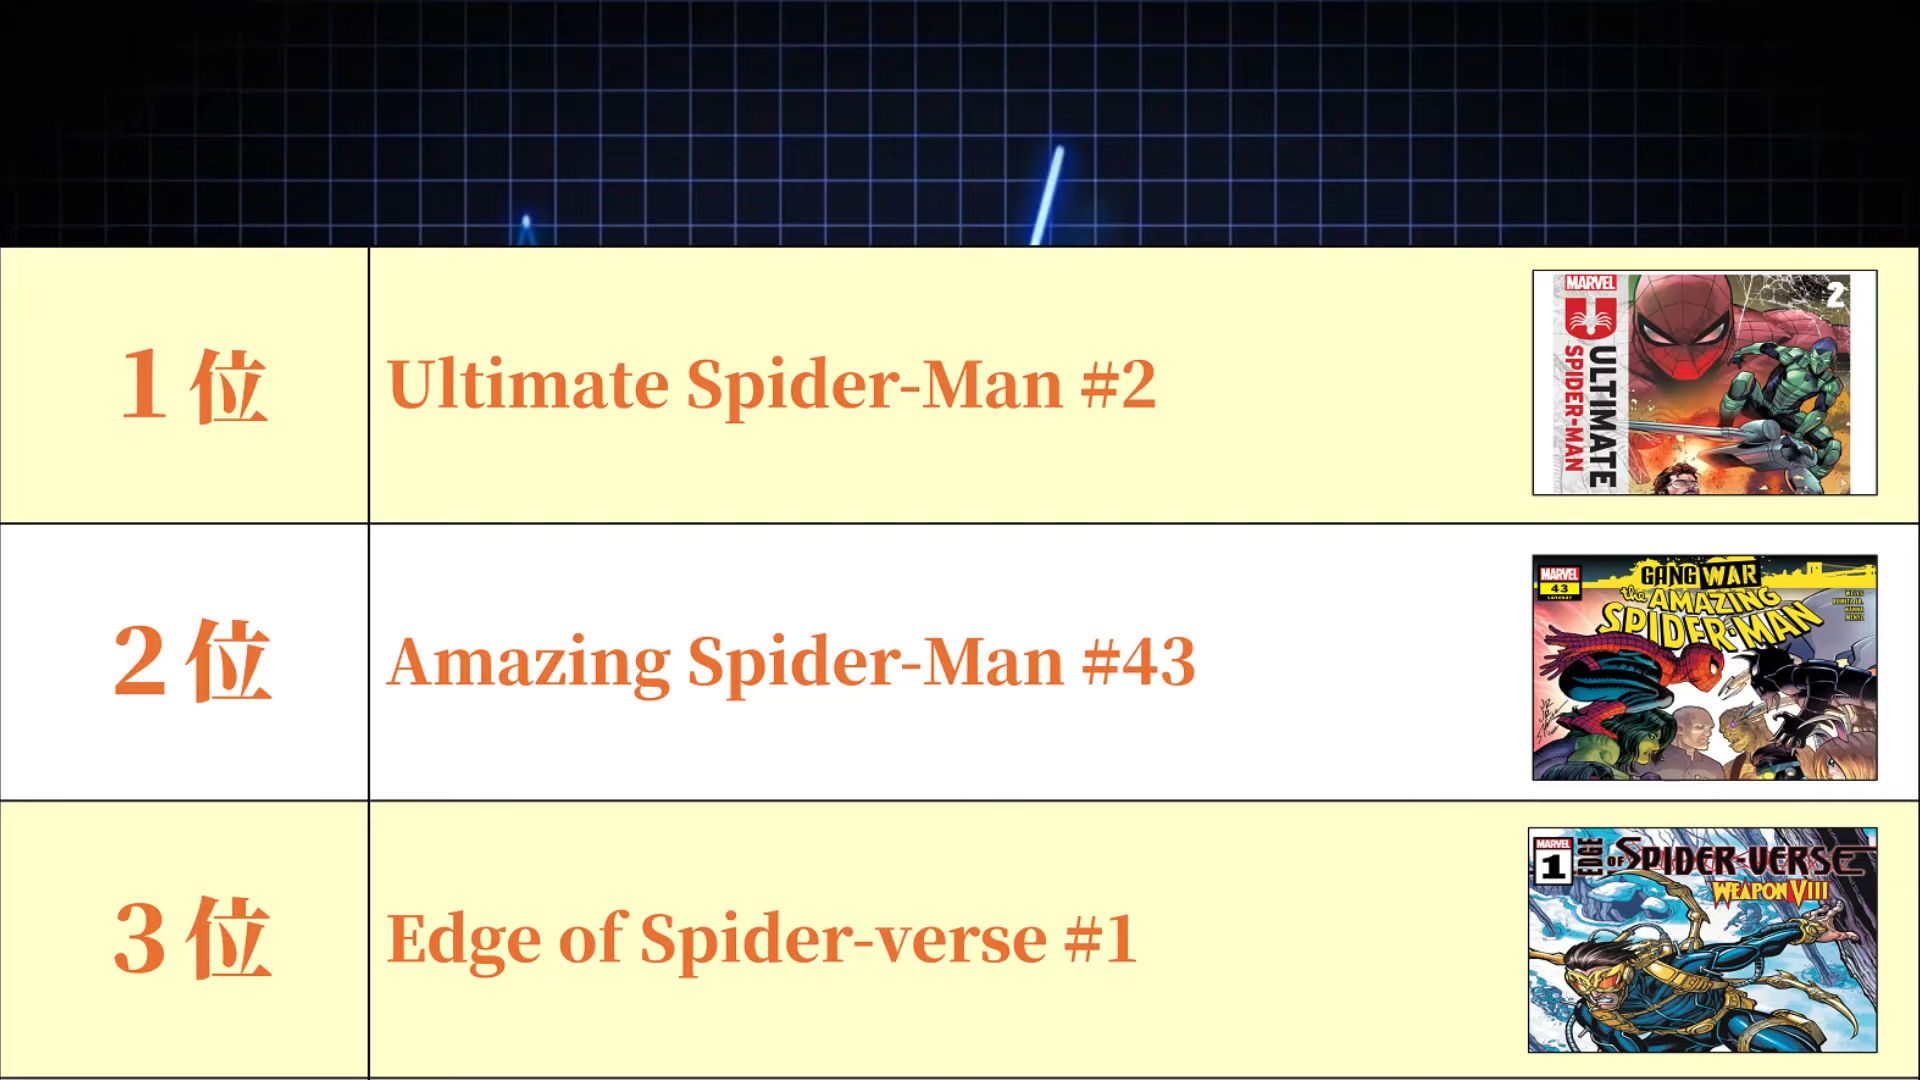 1位
Ultimate Spider-Man #2
MARVEL
2
ULTIMATE
SPIDER-MAN
2位
Amazing Spider-Man #43
MARVEL
43
GANG WAR
the AMAZING
SPIDER-MAN
3位
Edge of Spider-verse #1
MARVEL
1
EDGE OF SPIDER-VERSE
WEAPON VIII